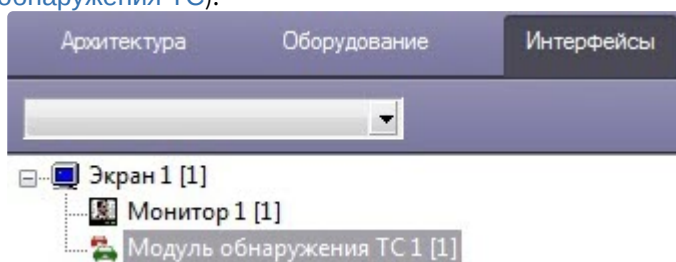 обнаружения ТС).
Архитектура Оборудование Интерфейсы
Экран 1 [1]
Монитор 1 [1]
Модуль обнаружения ТС 1 [1]